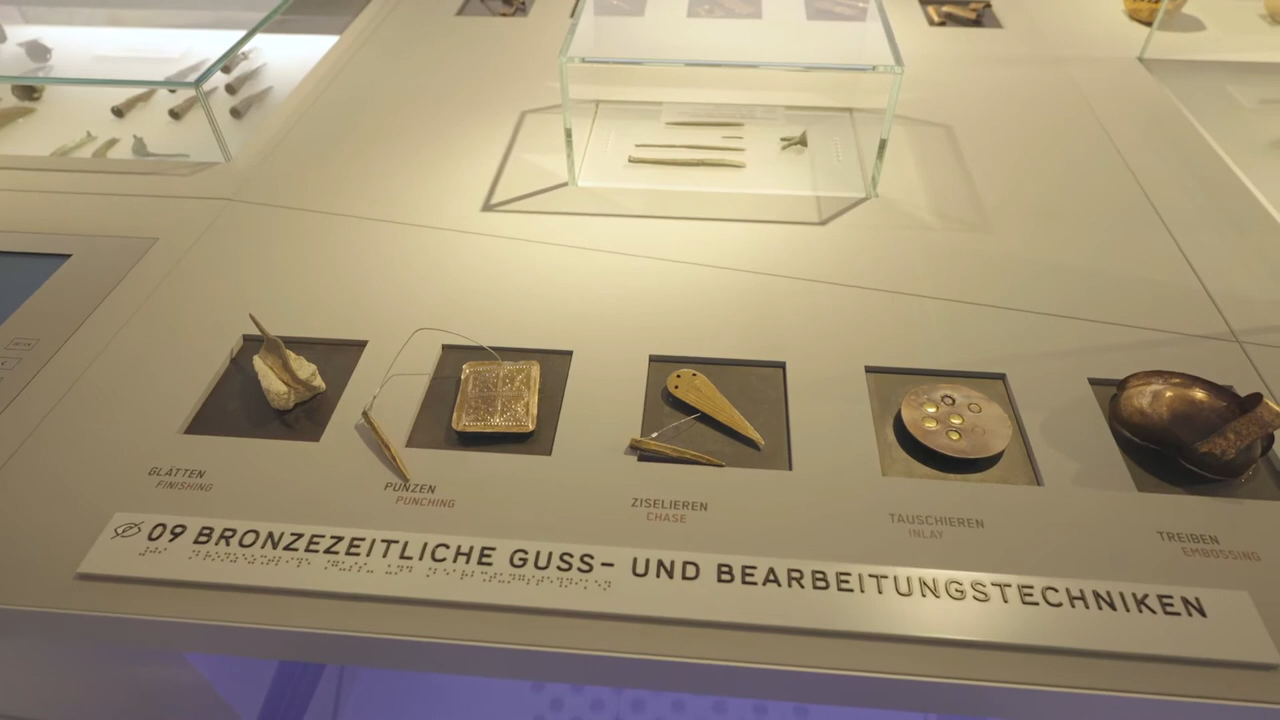 GLÄTTEN
FINISHING
PUNZEN
PUNCHING
ZISELIEREN
CHASE
TAUSCHIEREN
INLAY
TREIBEN
EMBOSSING
09 BRONZEZEITLICHE GUSS- UND BEARBEITUNGSTECHNIKEN